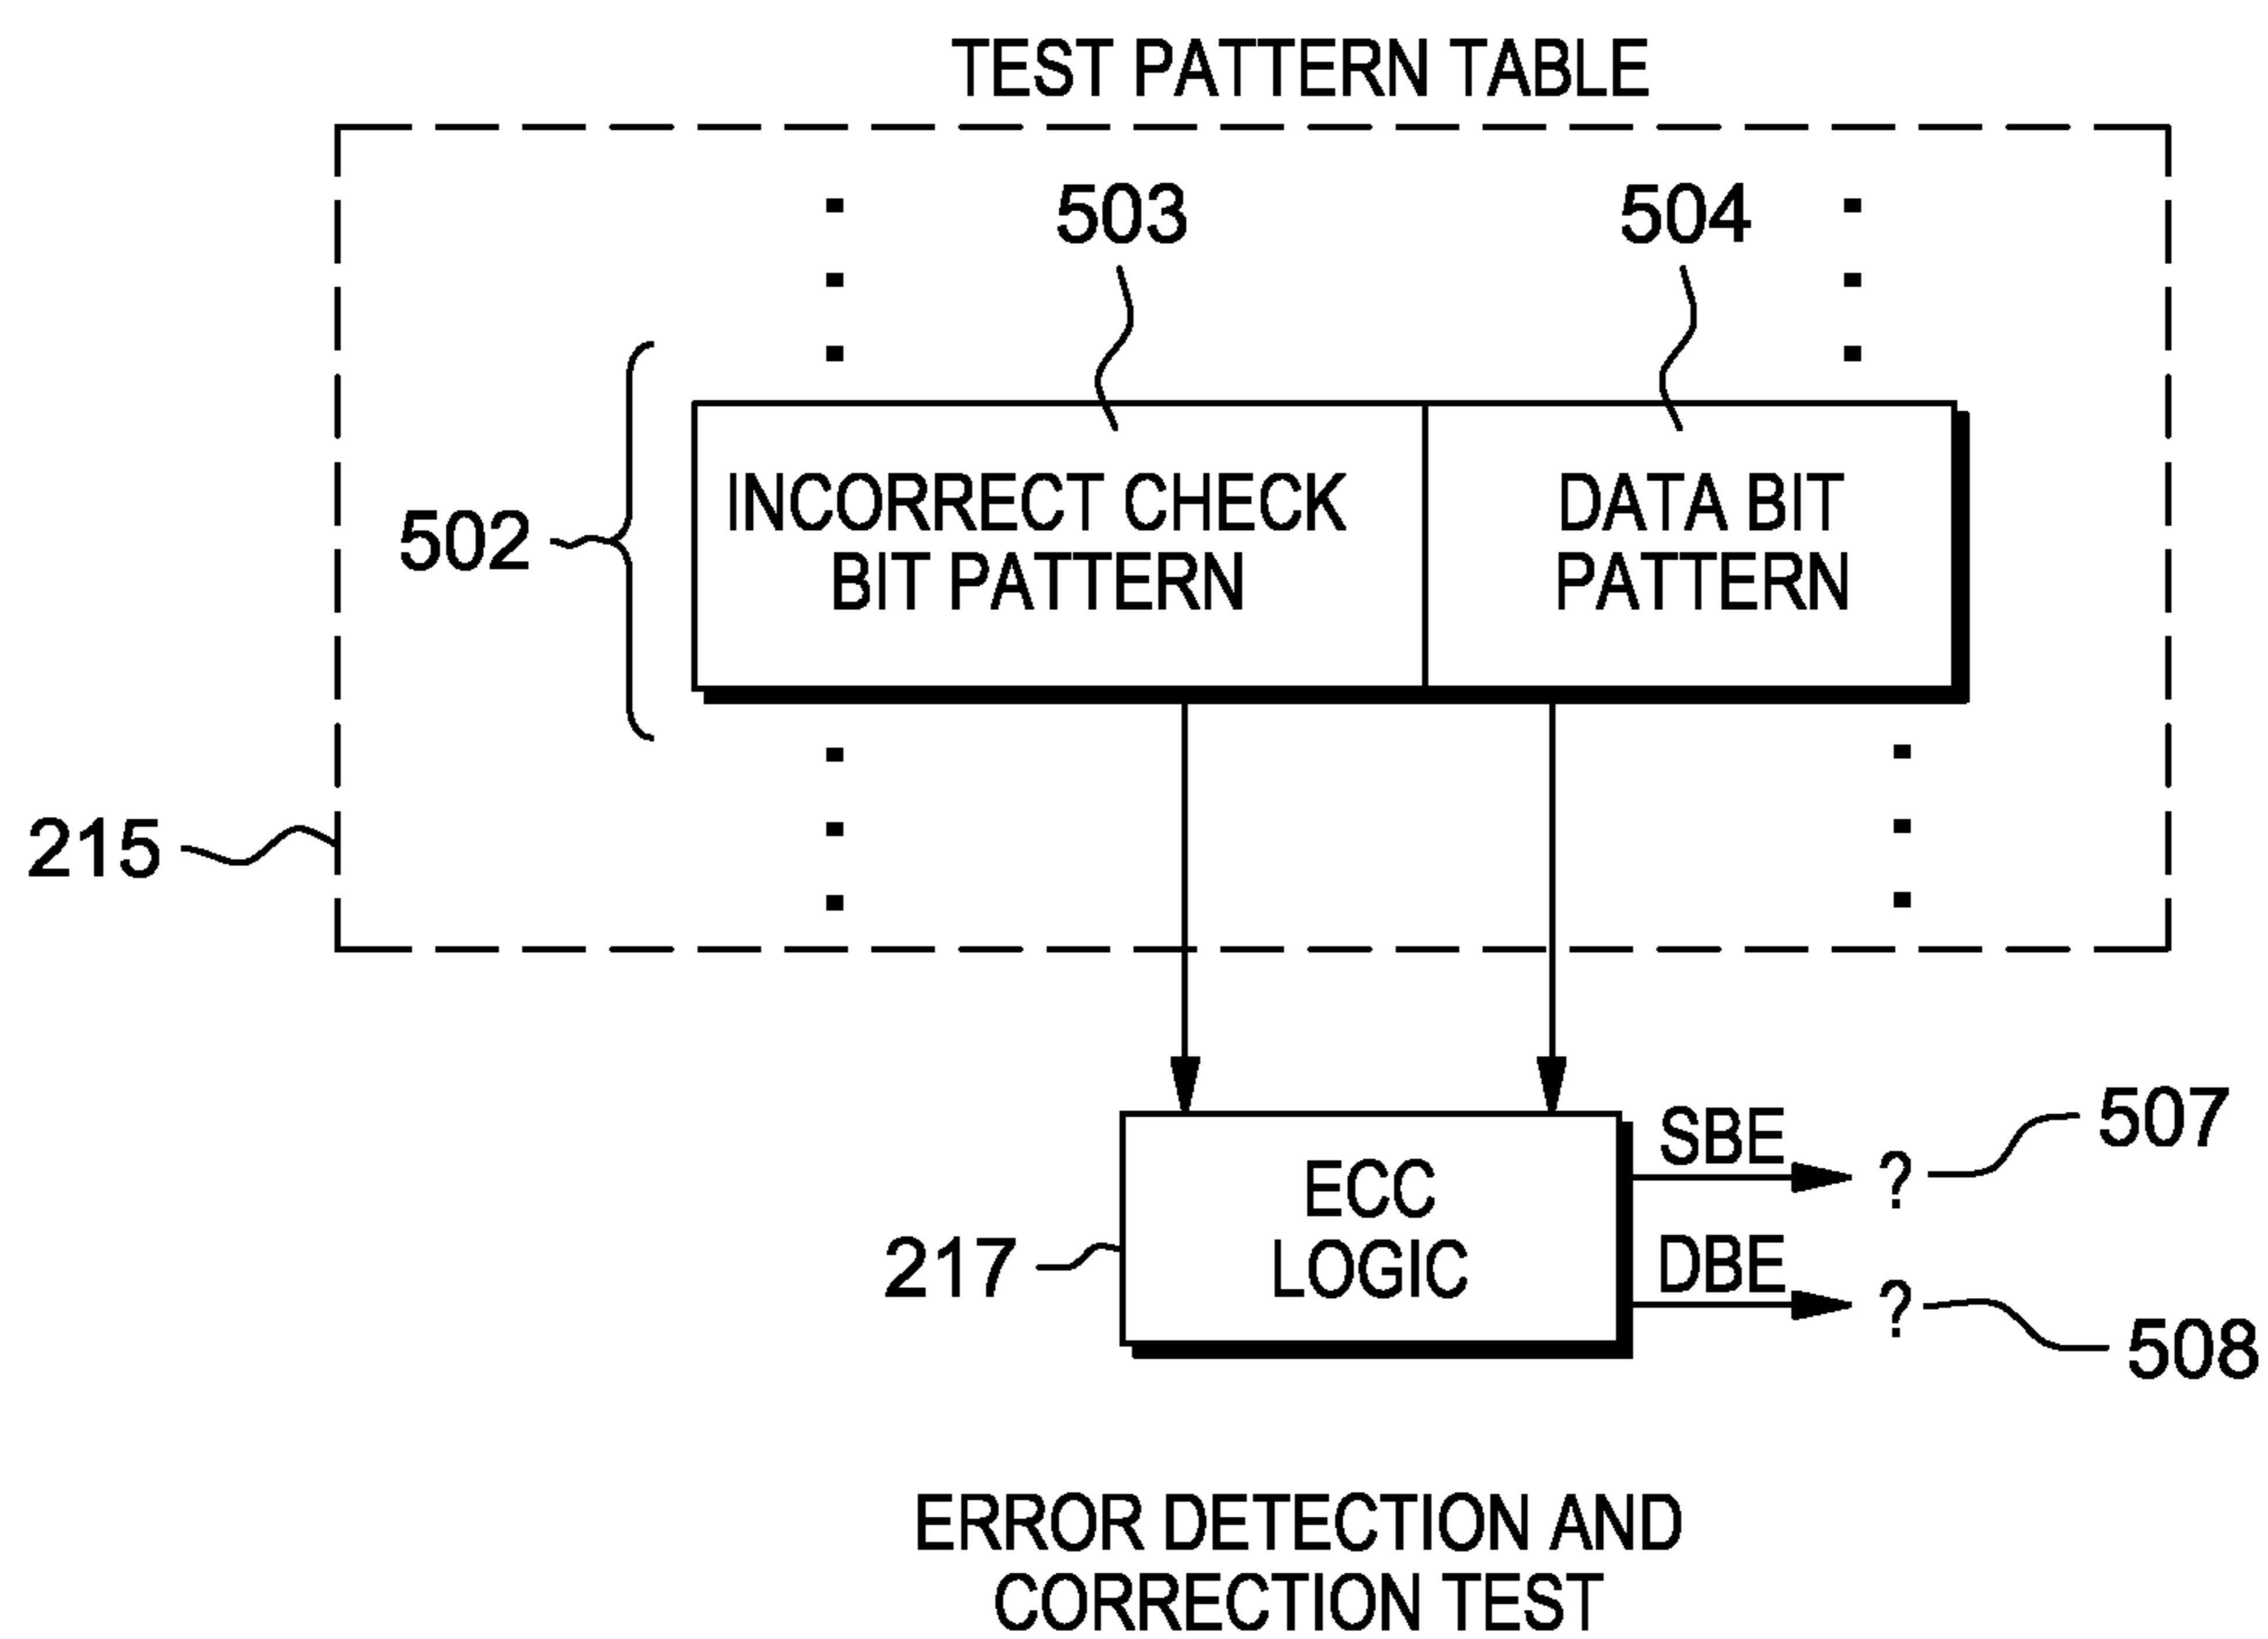 TEST PATTERN TABLE
503
504
INCORRECT CHECK
BIT PATTERN
DATA BIT
PATTERN
502
215
ECC
LOGIC
217
SBE
?
507
DBE
?
508
ERROR DETECTION AND
CORRECTION TEST